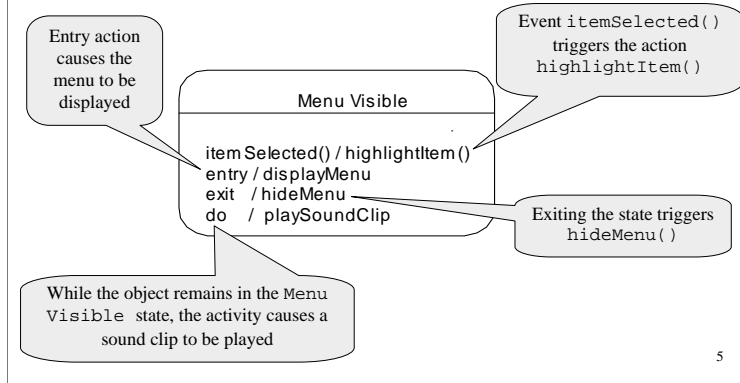 Entry action
causes the
menu to be
displayed
Event itemSelected()
triggers the action
highlightItem()
Menu Visible
itemSelected() / highlightItem()
entry / displayMenu
exit / hideMenu
do / playSoundClip
Exiting the state triggers
hideMenu()
While the object remains in the Menu
Visible state, the activity causes a
sound clip to be played
5